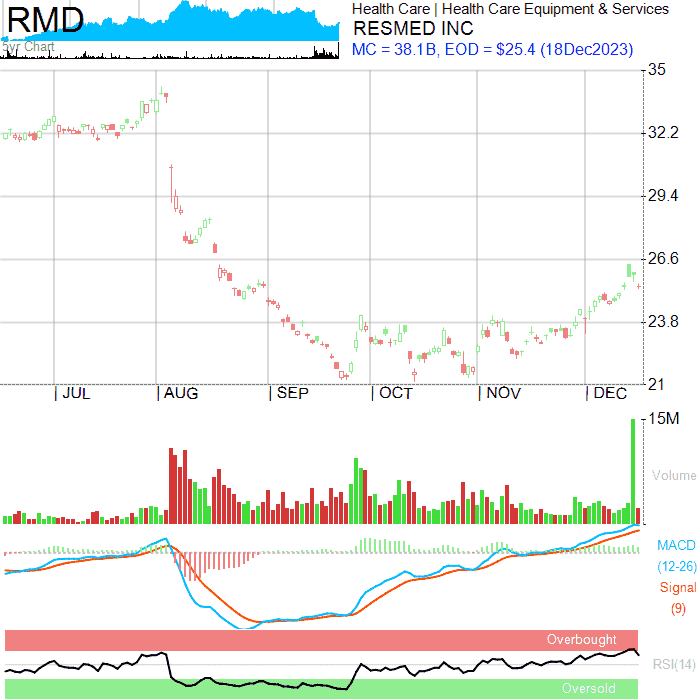 RMD
5yr Chart
Health Care | Health Care Equipment & Services
RESMED INC
MC = 38.1B, EOD = $25.4 (18Dec2023)
35
32.2
29.4
26.6
23.8
21
JUL
AUG
SEP
OCT
NOV
DEC
15M
Volume
MACD
(12-26)
Signal
(9)
Overbought
RSI(14)
Oversold